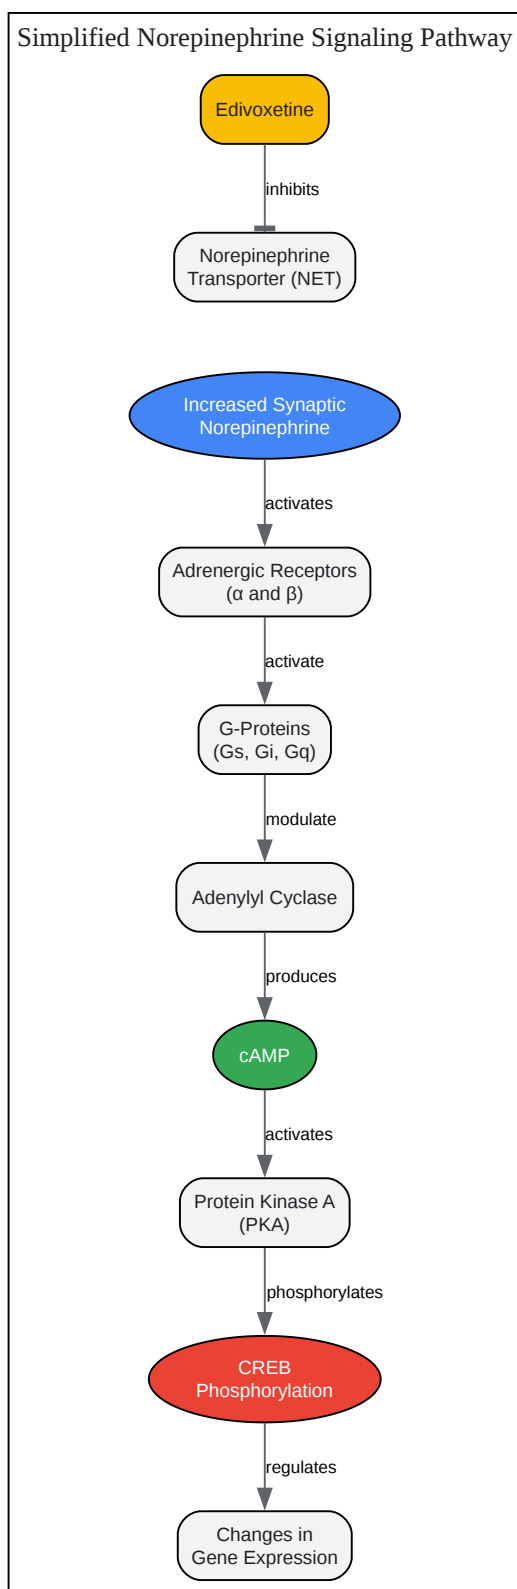 Simplified Norepinephrine Signaling Pathway
Edivoxetine
inhibits
Norepinephrine
Transporter (NET)
Increased Synaptic
Norepinephrine
activates
Adrenergic Receptors
(α and β)
activate
G-Proteins
(Gs, Gi, Gq)
modulate
Adenylyl Cyclase
produces
cAMP
activates
Protein Kinase A
(PKA)
phosphorylates
CREB
Phosphorylation
regulates
Changes in
Gene Expression